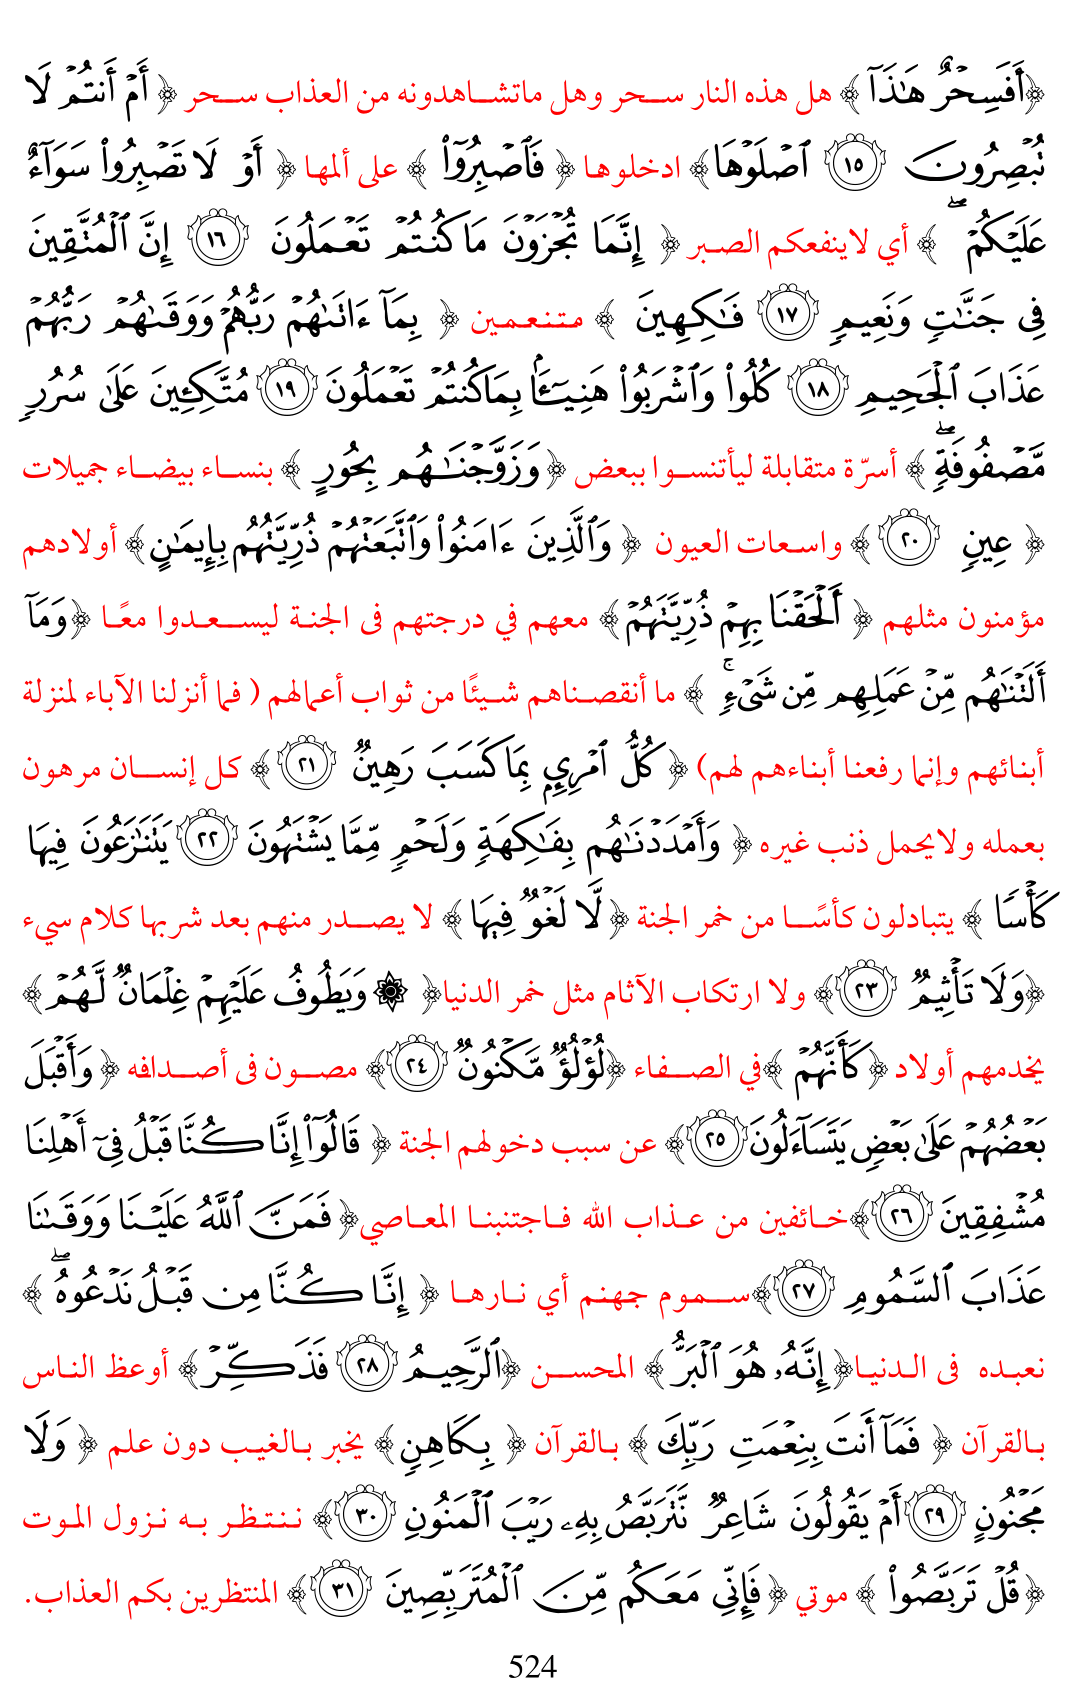 ﴿أَفَسِحۡرٌ هَٰذَآ﴾ هل هذه النار سحر وهل ماتشاهدونه من العذاب سحر ﴿ أَمۡ أَنتُمۡ لَا
تُبۡصِرُونَ ١٥ ٱصۡلَوۡهَا﴾ ادخلوها ﴿ فَٱصۡبِرُوٓاْ ﴾ على ألمها ﴿ أَوۡ لَا تَصۡبِرُواْ سَوَآءٌ
عَلَيۡكُمۡۖ ﴾ أي لاينفعكم الصبر ﴿ إِنَّمَا تُجۡزَوۡنَ مَا كُنتُمۡ تَعۡمَلُونَ ١٦ إِنَّ ٱلۡمُتَّقِينَ
فِي جَنَّٰتٖ وَنَعِيمٖ ١٧ فَٰكِهِينَ ﴾ متنعمين ﴿ بِمَآ ءَاتَىٰهُمۡ رَبُّهُمۡ وَوَقَىٰهُمۡ رَبُّهُمۡ
عَذَابَ ٱلۡجَحِيمِ ١٨ كُلُواْ وَٱشۡرَبُواْ هَنِيٓـَٔۢا بِمَا كُنتُمۡ تَعۡمَلُونَ ١٩ مُتَّكِـِٔينَ عَلَىٰ سُرُرٖ
مَّصۡفُوفَةٖۖ ﴾ أسرّة متقابلة ليأتنسوا ببعض ﴿وَزَوَّجۡنَٰهُم بِحُورٍ ﴾ بنساء بيضاء جميلات
﴿ عِينٖ ٢٠ ﴾ واسعات العيون ﴿ وَٱلَّذِينَ ءَامَنُواْ وَٱتَّبَعَتۡهُمۡ ذُرِّيَّتُهُم بِإِيمَٰنٍ﴾ أولادهم
مؤمنون مثلهم ﴿ أَلۡحَقۡنَا بِهِمۡ ذُرِّيَّتَهُمۡ﴾ معهم في درجتهم فى الجنة ليسعدوا معًا ﴿وَمَآ
أَلَتۡنَٰهُم مِّنۡ عَمَلِهِم مِّن شَيۡءٖۚ ﴾ ما أنقصناهم شيئًا من ثواب أعمالهم ( فما أنزلنا الآباء لمنزلة
أبنائهم وإنما رفعنا أبناءهم لهم) ﴿كُلُّ ٱمۡرِيِٕۭ بِمَا كَسَبَ رَهِينٞ ٢١ ﴾ كل إنسان مرهون
بعمله ولايحمل ذنب غيره ﴿ وَأَمۡدَدۡنَٰهُم بِفَٰكِهَةٖ وَلَحۡمٖ مِّمَّا يَشۡتَهُونَ ٢٢ يَتَنَٰزَعُونَ فِيهَا
كَأۡسٗا ﴾ يتبادلون كأسًا من خمر الجنة ﴿لَّا لَغۡوٞ فِيهَا﴾ لا يصدر منهم بعد شربها كلام سيء
﴿وَلَا تَأۡثِيمٞ ٢٣﴾ ولا ارتكاب الآثام مثل خمر الدنيا﴿ ۞ وَيَطُوفُ عَلَيۡهِمۡ غِلۡمَانٞ لَّهُمۡ ﴾
يخدمهم أولاد ﴿كَأَنَّهُمۡ ﴾في الصفاء ﴿لُؤۡلُؤٞ مَّكۡنُونٞ ٢٤﴾ مصون فى أصدافه ﴿ وَأَقۡبَلَ
بَعۡضُهُمۡ عَلَىٰ بَعۡضٖ يَتَسَآءَلُونَ ٢٥﴾ عن سبب دخولهم الجنة ﴿ قَالُوٓاْ إِنَّا كُنَّا قَبۡلُ فِيٓ أَهۡلِنَا
مُشۡفِقِينَ ٢٦﴾خائفين من عذاب الله فاجتنبنا المعاصي﴿ فَمَنَّ ٱللَّهُ عَلَيۡنَا وَوَقَىٰنَا
عَذَابَ ٱلسَّمُومِ ٢٧﴾سموم جهنم أي نارها ﴿ إِنَّا كُنَّا مِن قَبۡلُ نَدۡعُوهُۖ ﴾
نعبده فى الدنيا﴿ إِنَّهُۥ هُوَ ٱلۡبَرُّ ﴾ المحسن ﴿ٱلرَّحِيمُ ٢٨ فَذَكِّرۡ ﴾ أوعظ الناس
بالقرآن ﴿ فَمَآ أَنتَ بِنِعۡمَتِ رَبِّكَ ﴾ بالقرآن ﴿ بِكَاهِنٖ﴾ يخبر بالغيب دون علم ﴿ وَلَا
مَجۡنُونٍ ٢٩ أَمۡ يَقُولُونَ شَاعِرٞ نَّتَرَبَّصُ بِهِۦ رَيۡبَ ٱلۡمَنُونِ ٣٠﴾ ننتظر به نزول الموت
﴿قُلۡ تَرَبَّصُواْ ﴾ موتي ﴿فَإِنِّي مَعَكُم مِّنَ ٱلۡمُتَرَبِّصِينَ ٣١﴾ المنتظرين بكم العذاب.
524